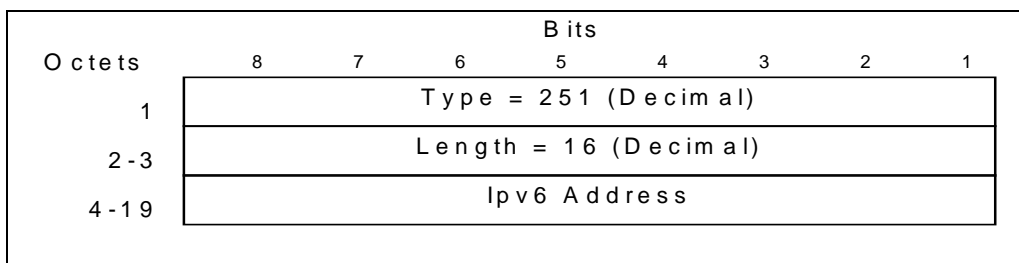 Bits
Octets 8 7 6 5 4 3 2 1
1 Type = 251 (Decimal)
2-3 Length = 16 (Decimal)
4-19 Ipv6 Address